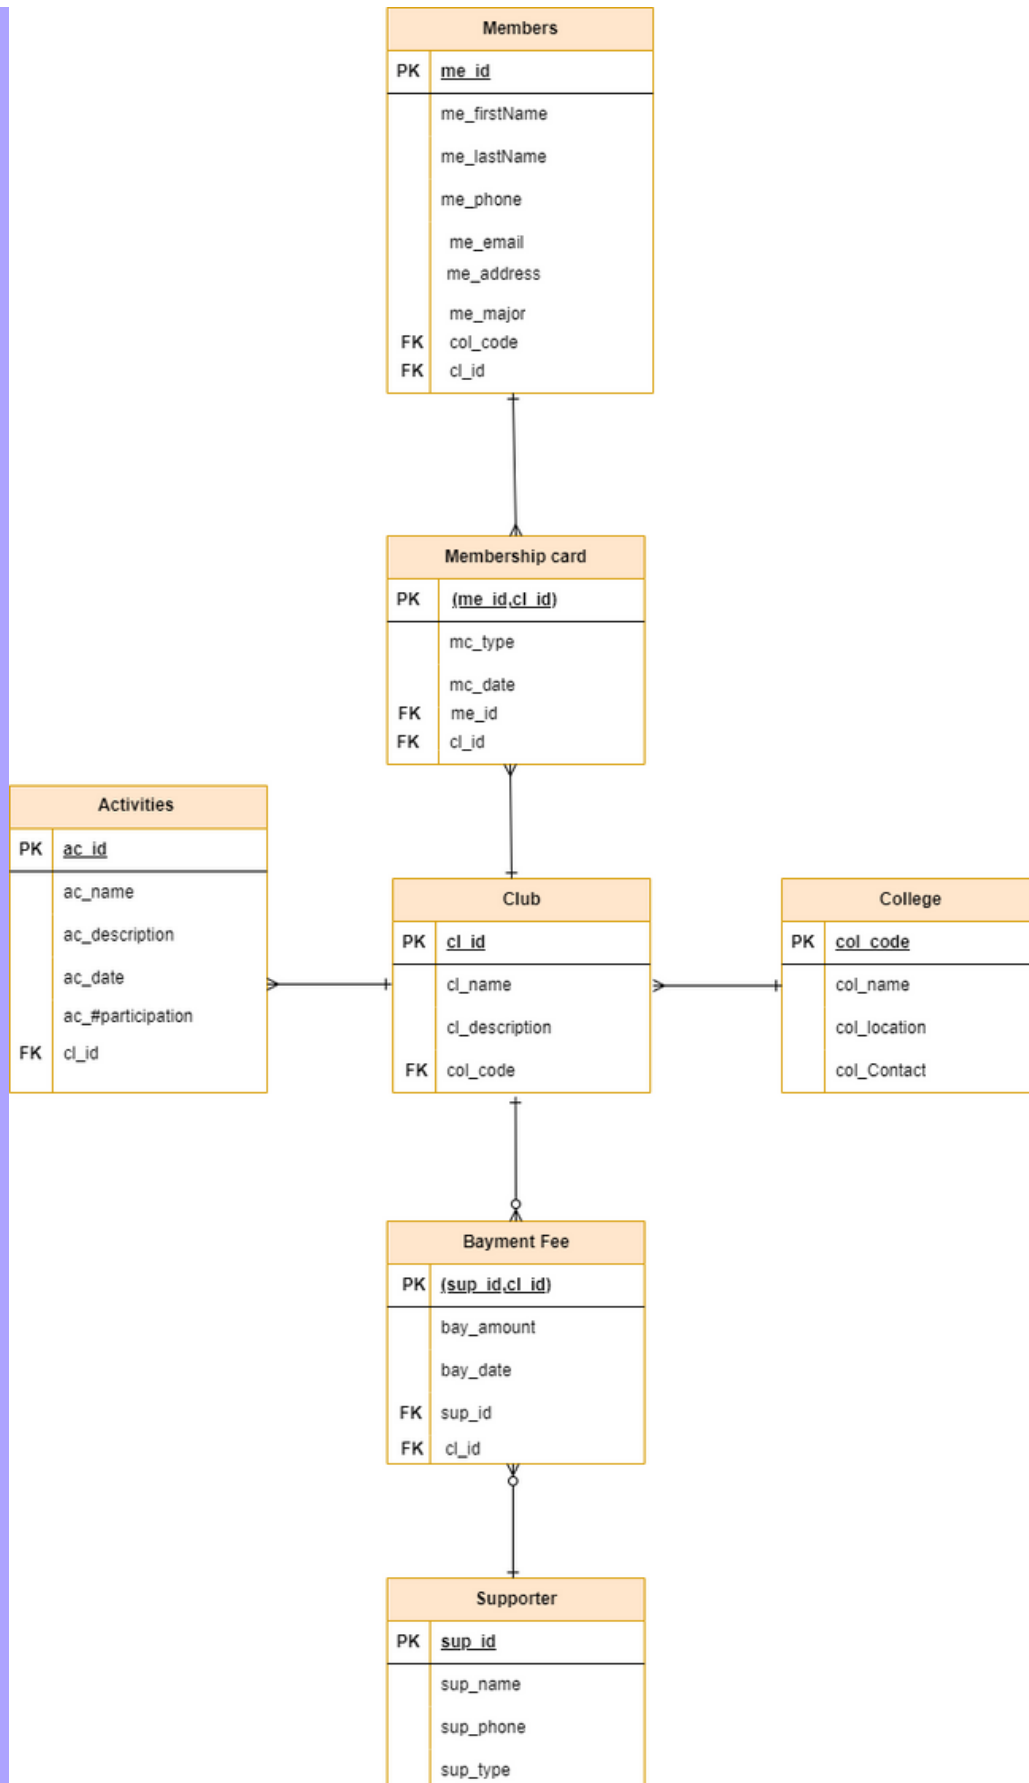 Members
PK me_id
me_firstName
me_lastName
me_phone
me_email
me_address
me_major
FK col_code
FK cl_id
Membership card
PK (me_id,cl_id)
mc_type
mc_date
FK me_id
FK cl_id
Activities
PK ac_id
ac_name
ac_description
ac_date
ac_#participation
FK cl_id
Club
PK cl_id
cl_name
cl_description
FK col_code
College
PK col_code
col_name
col_location
col_Contact
Bayment Fee
PK (sup_id,cl_id)
bay_amount
bay_date
FK sup_id
FK cl_id
Supporter
PK sup_id
sup_name
sup_phone
sup_type